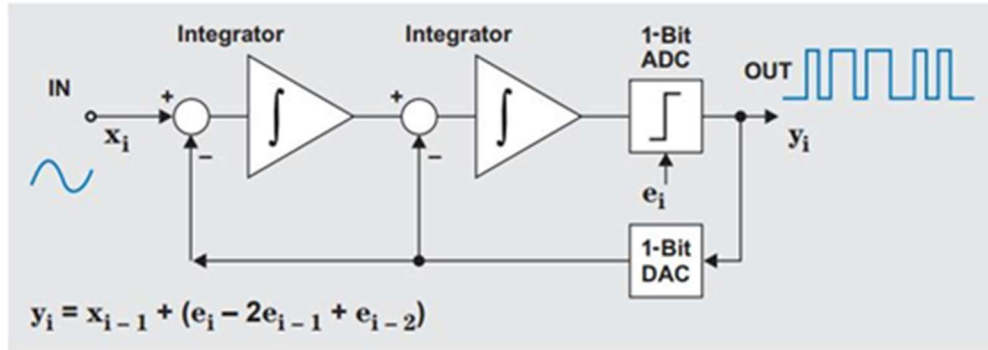 Integrator
Integrator
1-Bit
ADC
IN
OUT
+
+
∫
∫
xᵢ
yᵢ
−
−
eᵢ
1-Bit
DAC
yᵢ = xᵢ₋₁ + (eᵢ – 2eᵢ₋₁ + eᵢ₋₂)